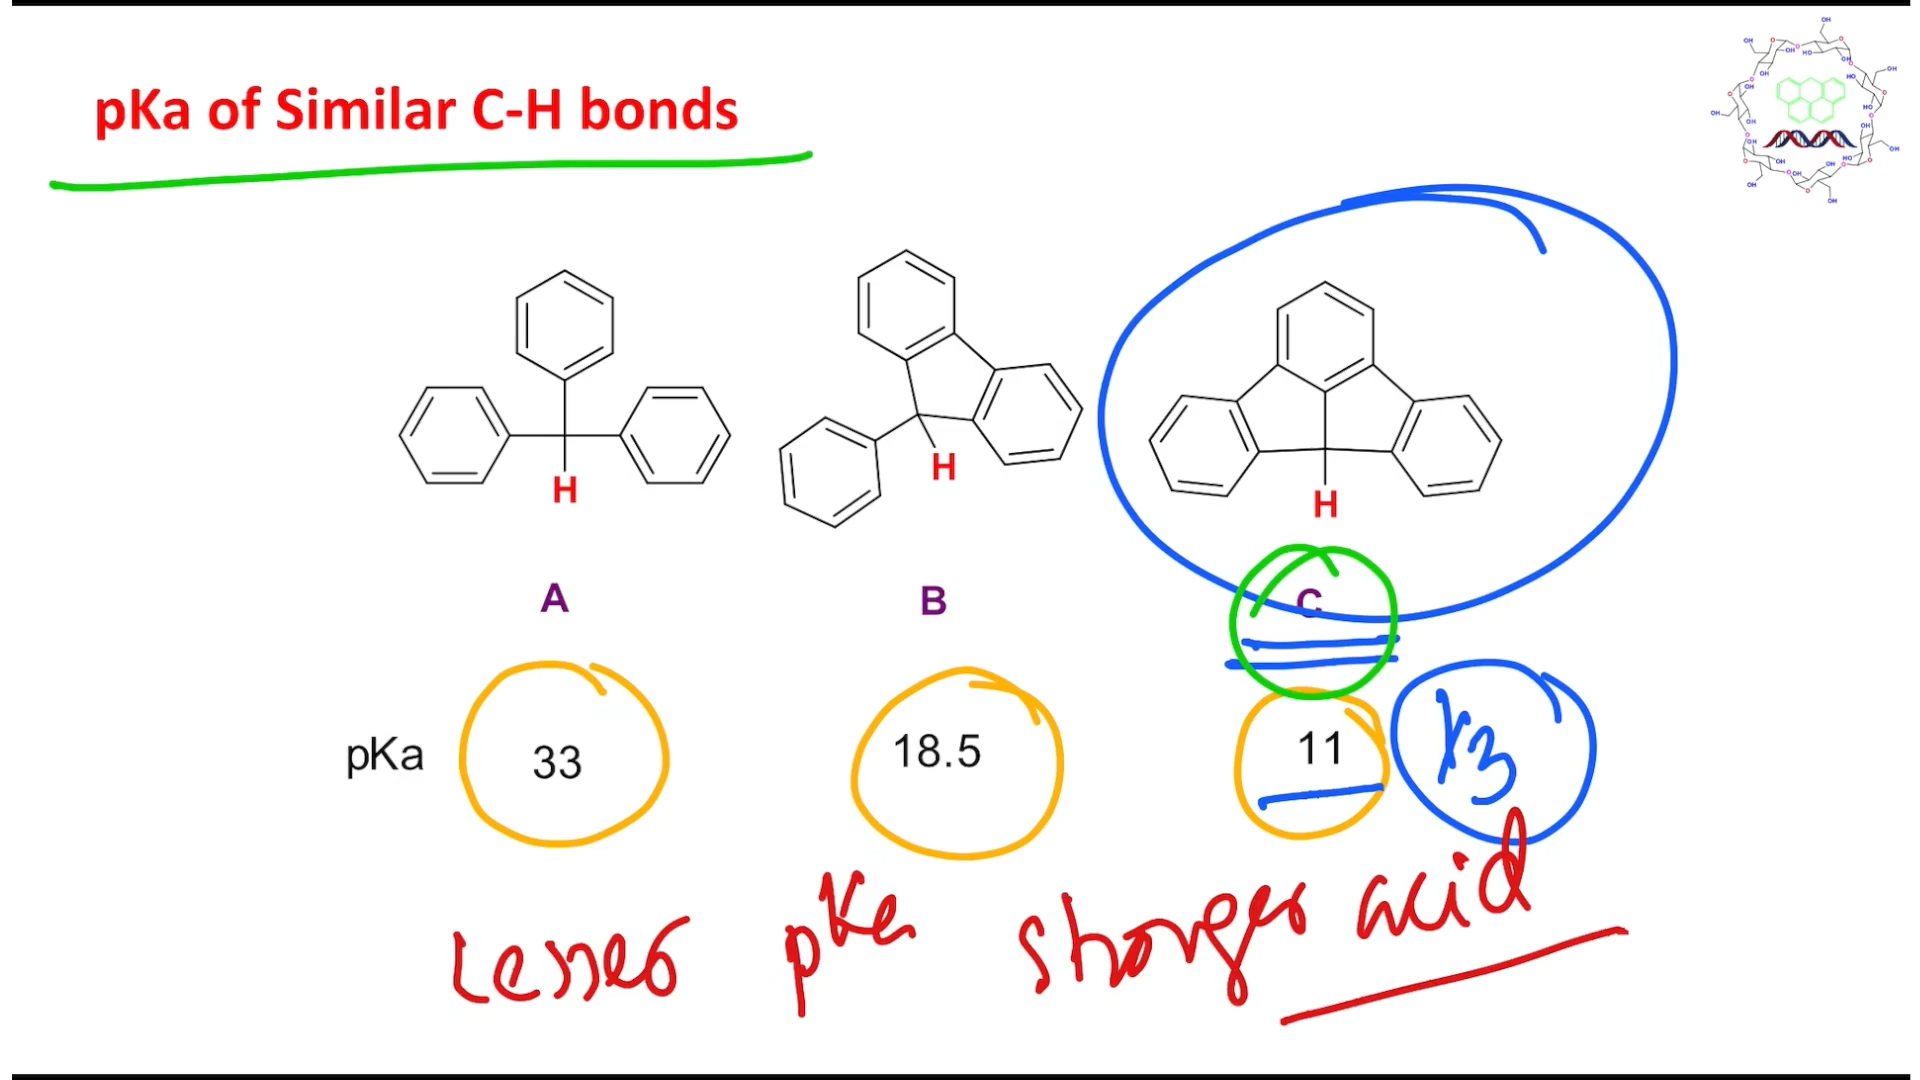 pKa of Similar C-H bonds
H
H
H
A B C
pKa 33 18.5 11
Lesser pKa stronger acid